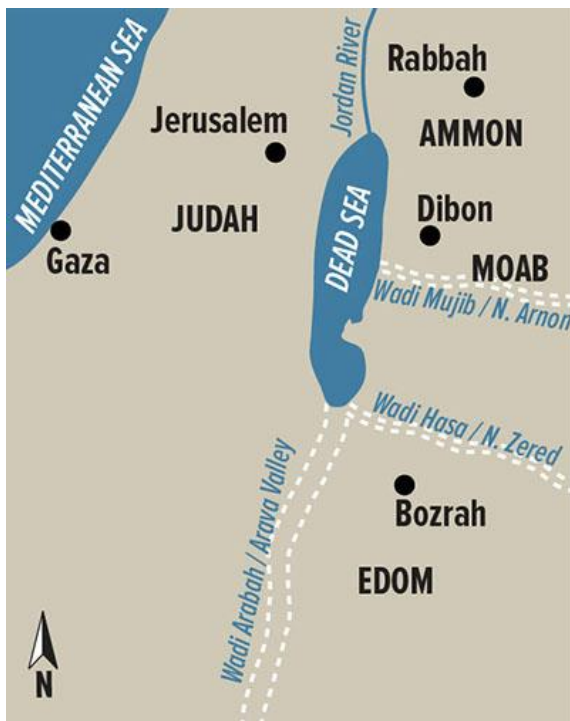 MEDITERRANEAN SEA
Jordan River
Rabbah
Jerusalem
AMMON
JUDAH
DEAD SEA
Dibon
Gaza
MOAB
Wadi Mujib / N. Arnon
Wadi Hasa / N. Zered
Wadi Arabah / Arava Valley
Bozrah
EDOM
N